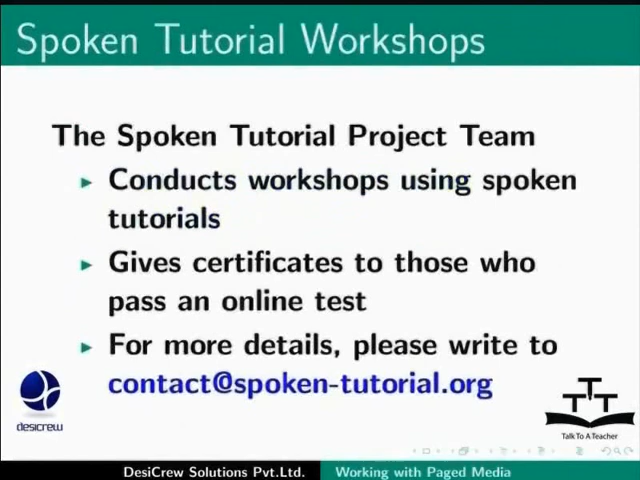 Spoken Tutorial Workshops
The Spoken Tutorial Project Team
Conducts workshops using spoken
tutorials
Gives certificates to those who
pass an online test
For more details, please write to
contact@spoken-tutorial.org
desicrew
TTT
Talk To A Teacher
DesiCrew Solutions Pvt.Ltd.
Working with Paged Media